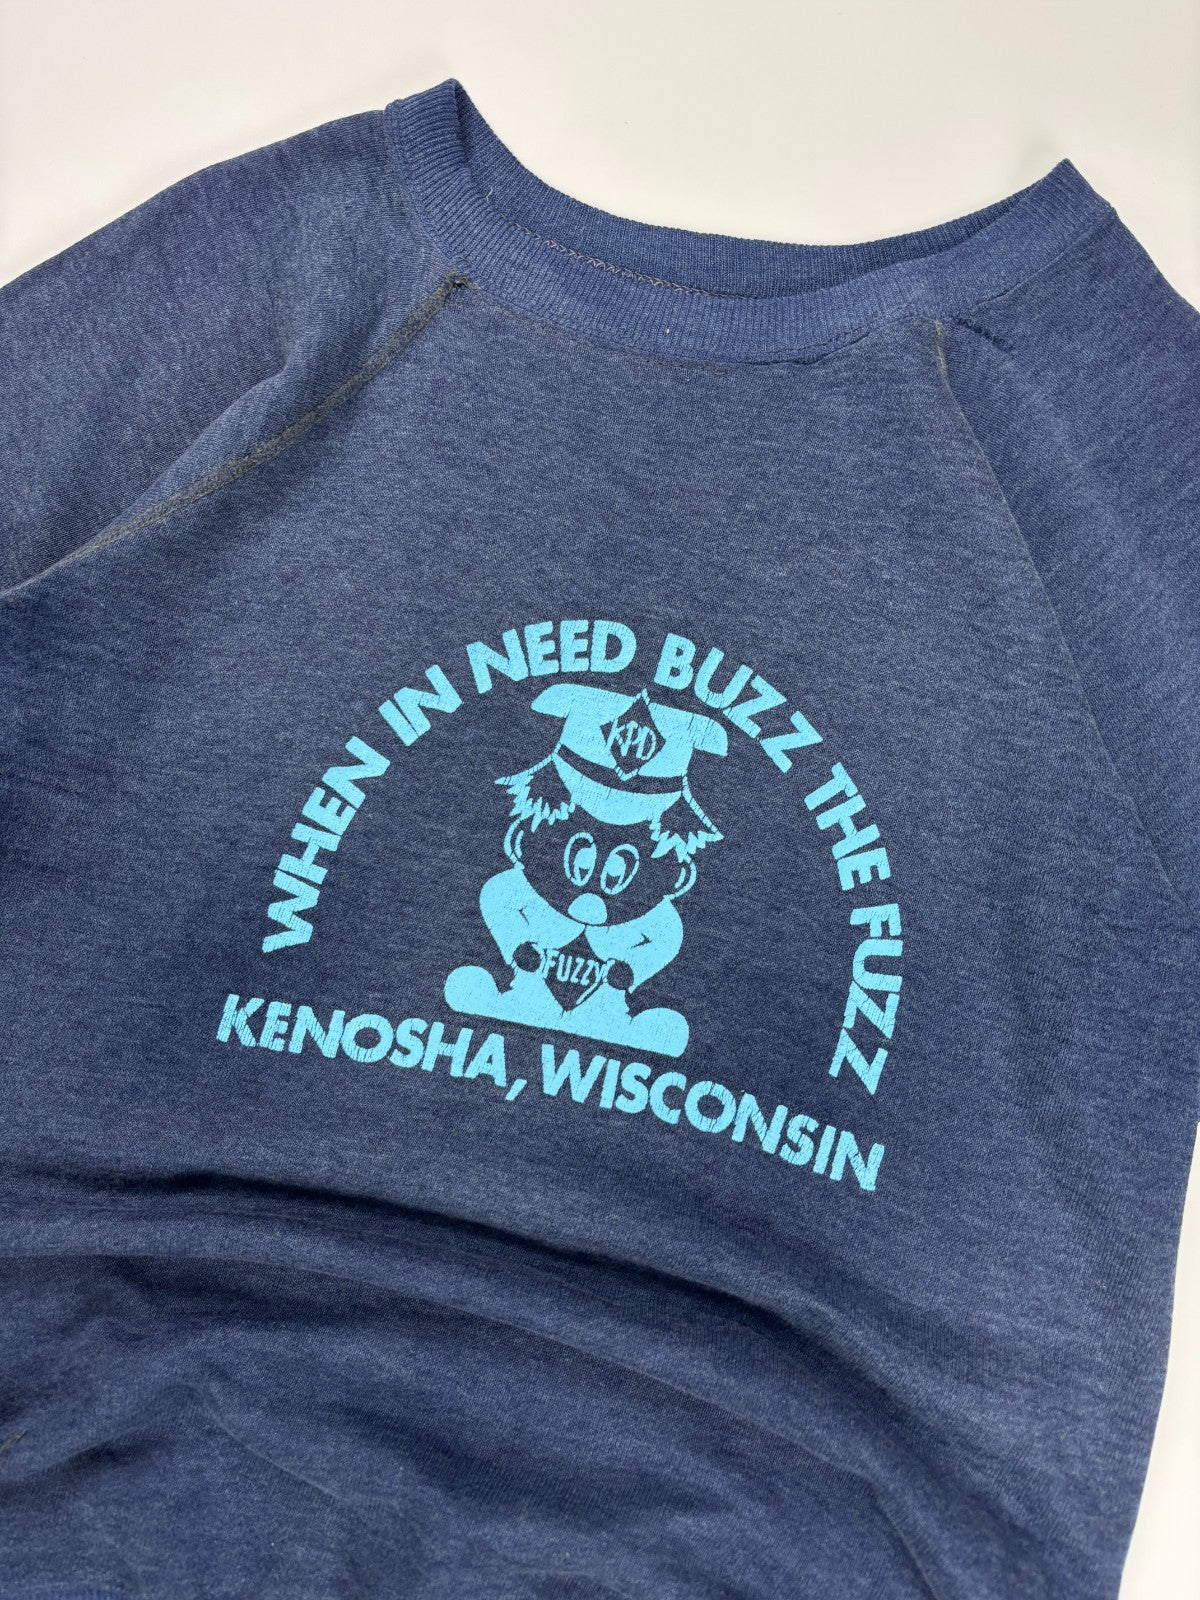 WHEN IN NEED BUZZ THE FUZZ
KPD
FUZZY
KENOSHA, WISCONSIN